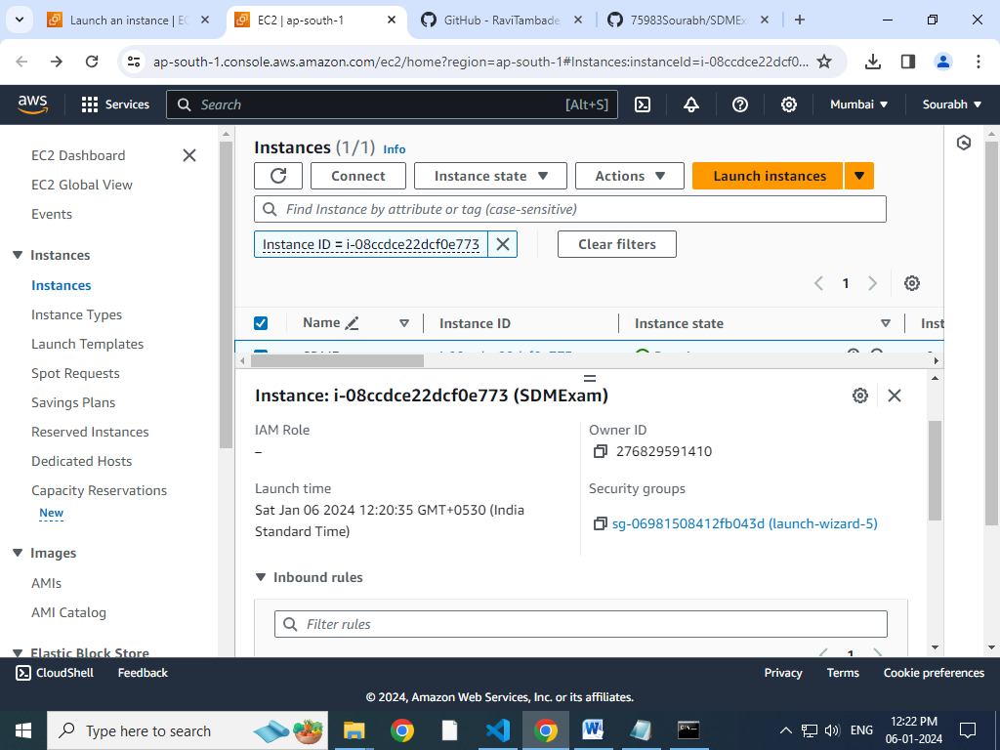 Launch an instance | EC
EC2 | ap-south-1
GitHub - RaviTambade
75983Sourabh/SDMEx
ap-south-1.console.aws.amazon.com/ec2/home?region=ap-south-1#Instances:instanceId=i-08ccdce22dcf0...
aws
Services
Search
[Alt+S]
Mumbai
Sourabh
EC2 Dashboard
EC2 Global View
Events
Instances
Instances
Instance Types
Launch Templates
Spot Requests
Savings Plans
Reserved Instances
Dedicated Hosts
Capacity Reservations
New
Images
AMIs
AMI Catalog
Elastic Block Store
Instances (1/1) Info
Connect
Instance state
Actions
Launch instances
Find Instance by attribute or tag (case-sensitive)
Instance ID = i-08ccdce22dcf0e773
Clear filters
1
Name
Instance ID
Instance state
Inst
Instance: i-08ccdce22dcf0e773 (SDMExam)
IAM Role
–
Owner ID
276829591410
Launch time
Sat Jan 06 2024 12:20:35 GMT+0530 (India
Standard Time)
Security groups
sg-06981508412fb043d (launch-wizard-5)
Inbound rules
Filter rules
1
CloudShell
Feedback
Privacy
Terms
Cookie preferences
© 2024, Amazon Web Services, Inc. or its affiliates.
Type here to search
ENG
12:22 PM
06-01-2024